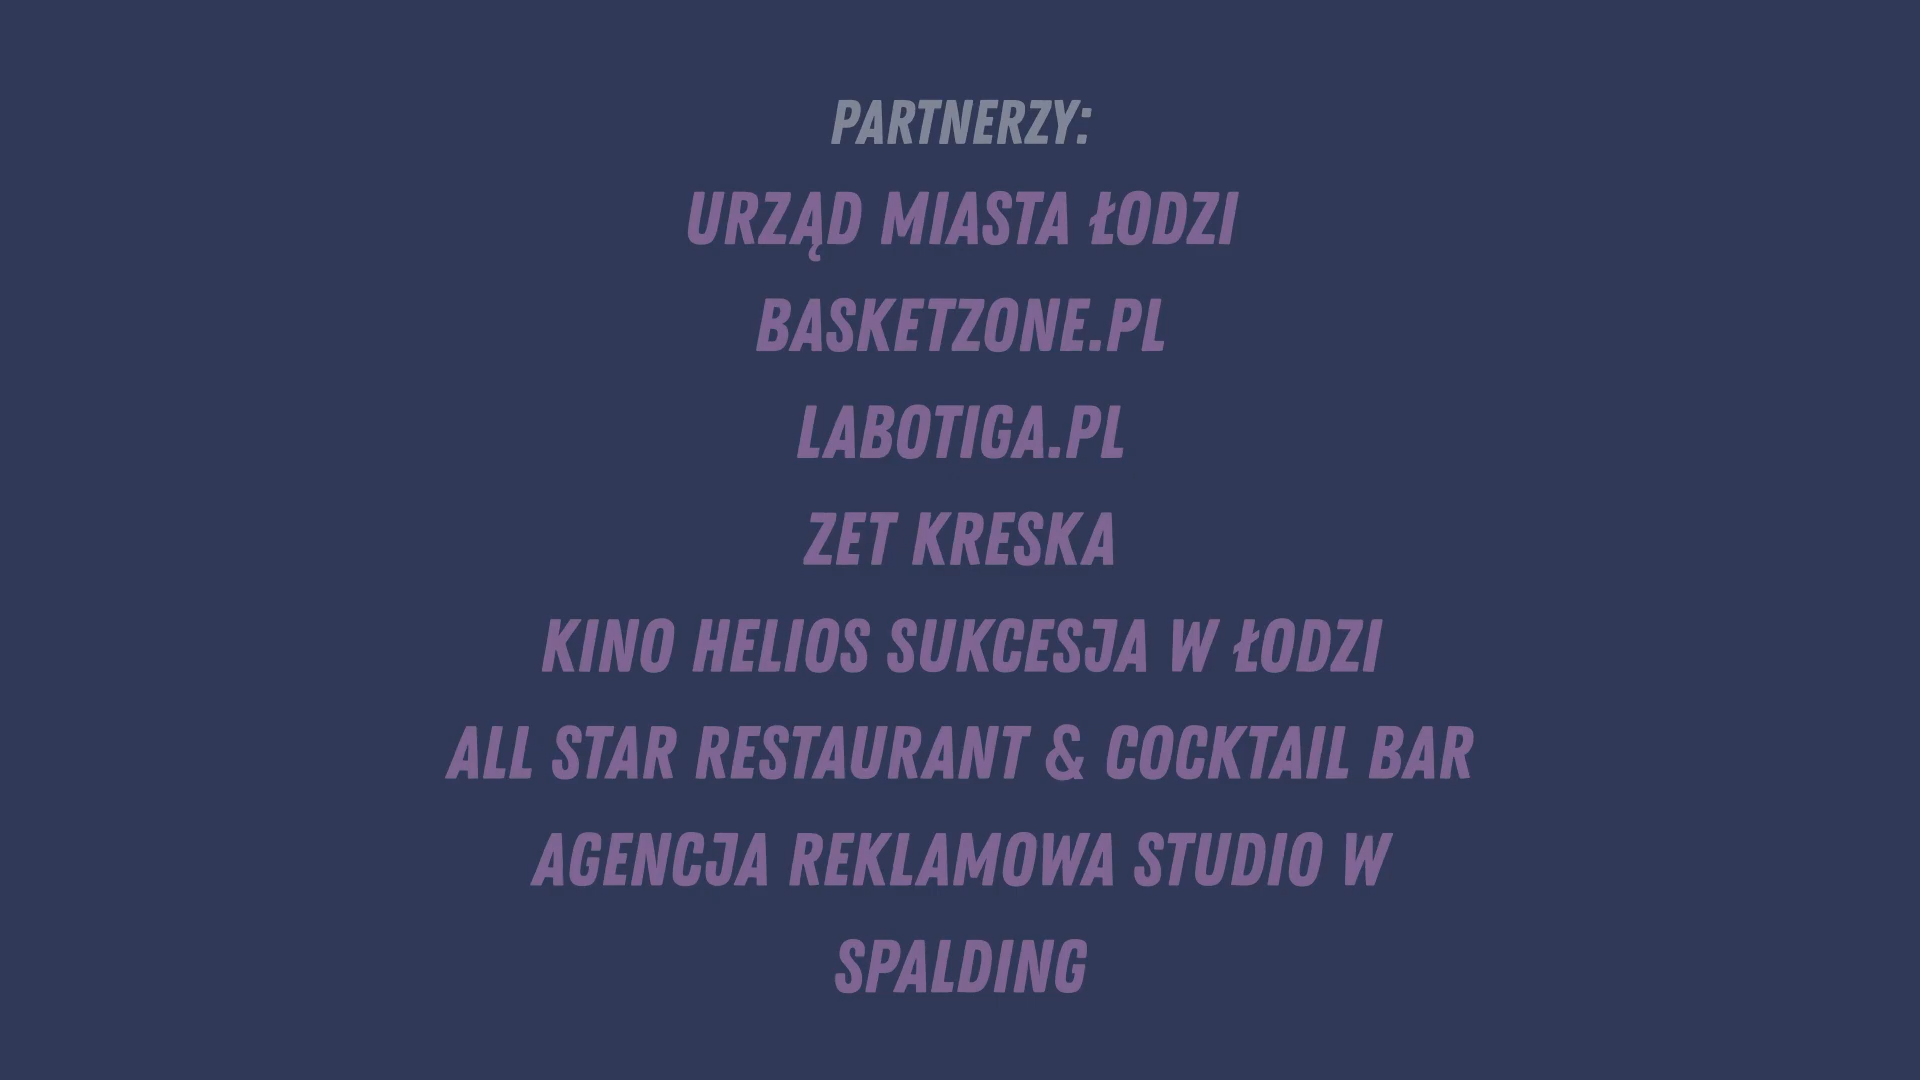 PARTNERZY:
URZĄD MIASTA ŁODZI
BASKETZONE.PL
LABOTIGA.PL
ZET KRESKA
KINO HELIOS SUKCESJA W ŁODZI
ALL STAR RESTAURANT & COCKTAIL BAR
AGENCJA REKLAMOWA STUDIO W
SPALDING